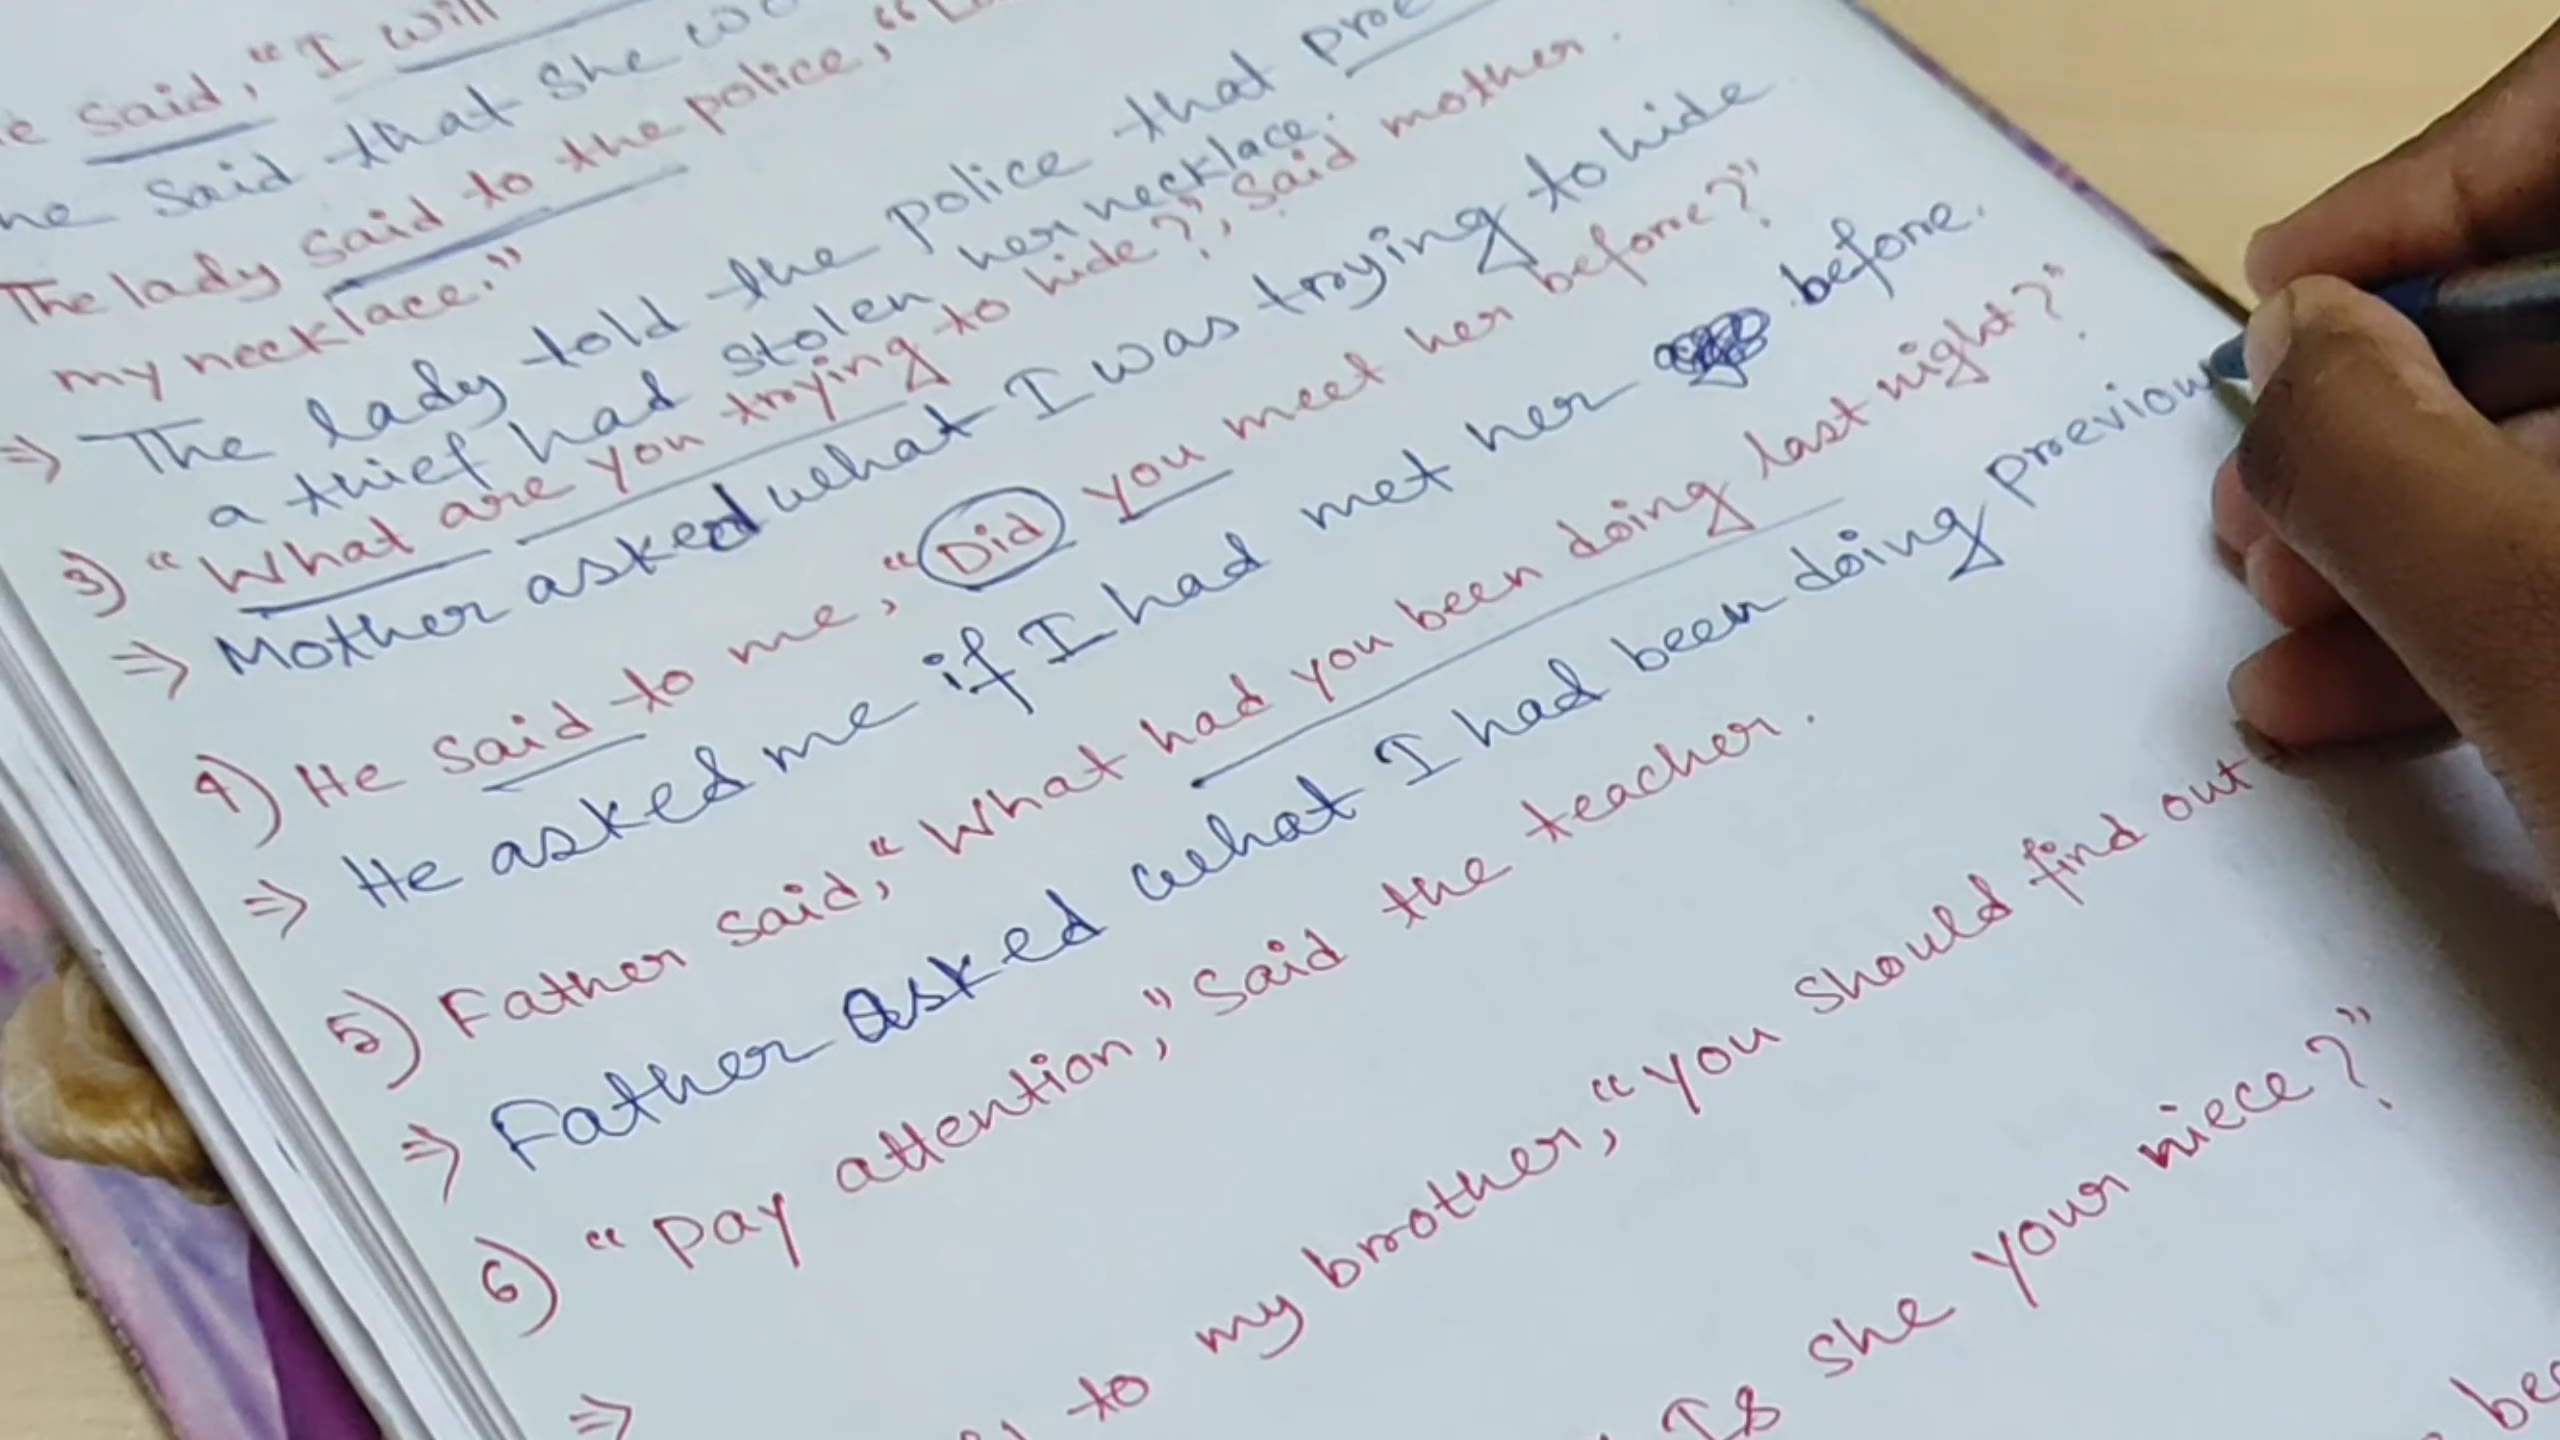 said, "I will
said that she
The lady said to the police, "
my necklace."
⇒ The lady told the police that
a thief had stolen her necklace.
3) "What are you trying to hide?", said mother.
⇒ Mother asked what I was trying to hide
4) He said to me, "Did you meet her before?"
⇒ He asked me if I had met her before.
5) Father said, "What had you been doing last night?"
⇒ Father asked what I had been doing previou
6) "Pay attention," said the teacher.
⇒
to my brother, "You should find out
Is she your niece?"